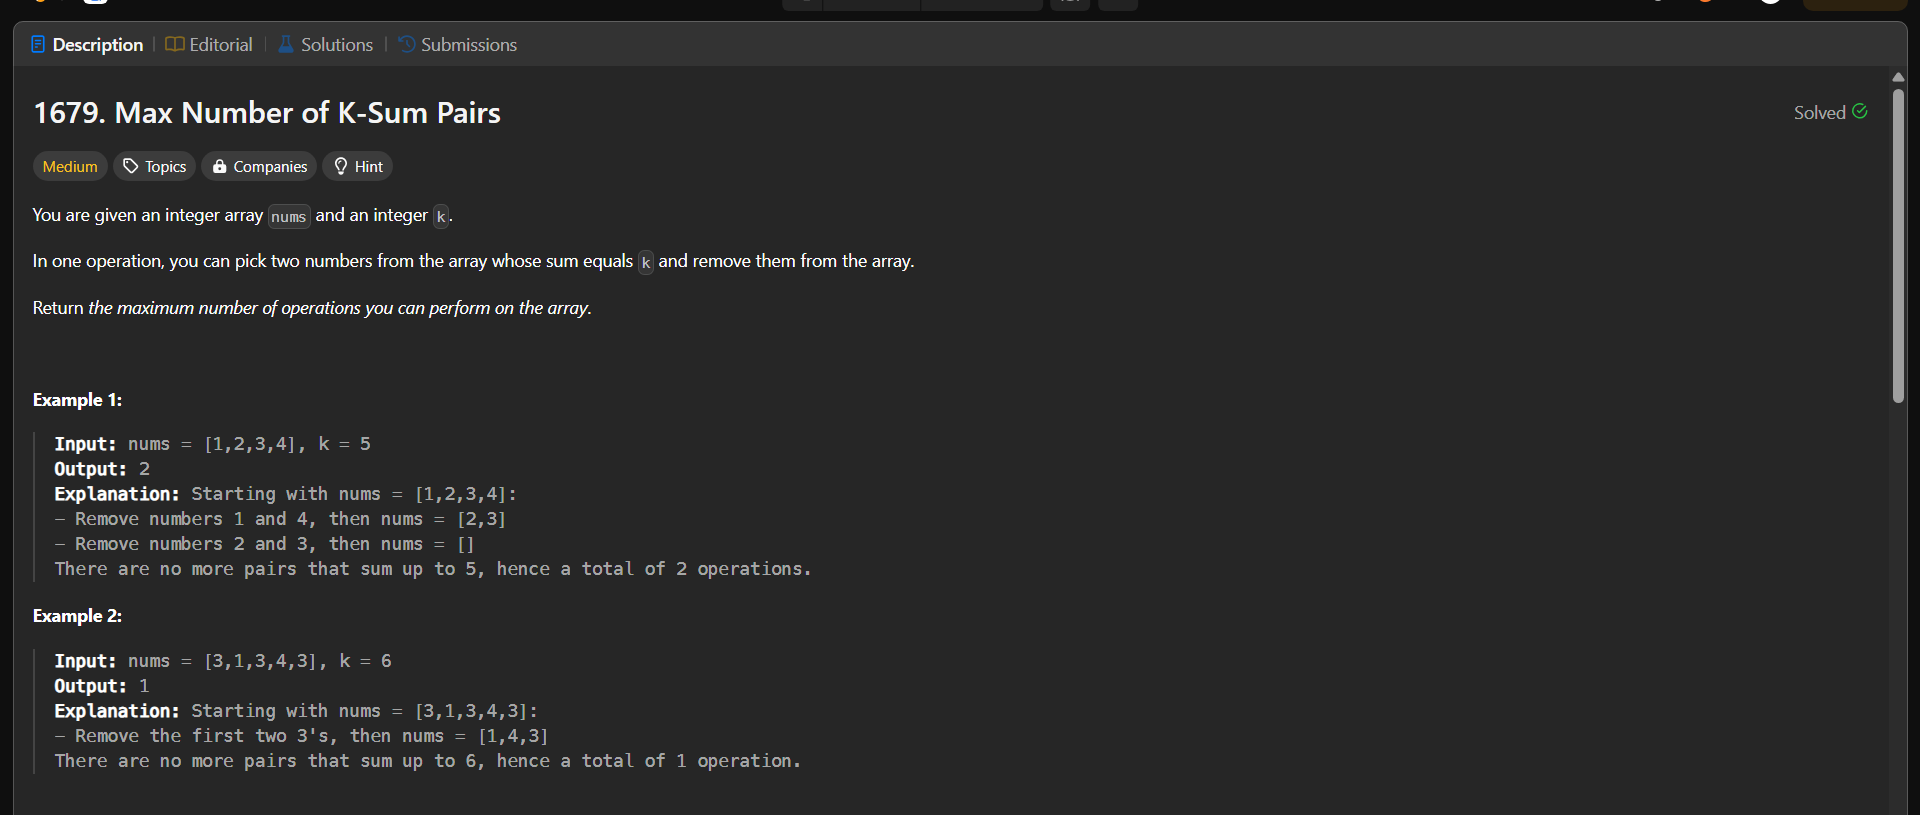 Description
Editorial
Solutions
Submissions
1679. Max Number of K-Sum Pairs
Solved
Medium
Topics
Companies
Hint
You are given an integer array nums and an integer k.
In one operation, you can pick two numbers from the array whose sum equals k and remove them from the array.
Return the maximum number of operations you can perform on the array.
Example 1:
Input: nums = [1,2,3,4], k = 5
Output: 2
Explanation: Starting with nums = [1,2,3,4]:
- Remove numbers 1 and 4, then nums = [2,3]
- Remove numbers 2 and 3, then nums = []
There are no more pairs that sum up to 5, hence a total of 2 operations.
Example 2:
Input: nums = [3,1,3,4,3], k = 6
Output: 1
Explanation: Starting with nums = [3,1,3,4,3]:
- Remove the first two 3's, then nums = [1,4,3]
There are no more pairs that sum up to 6, hence a total of 1 operation.